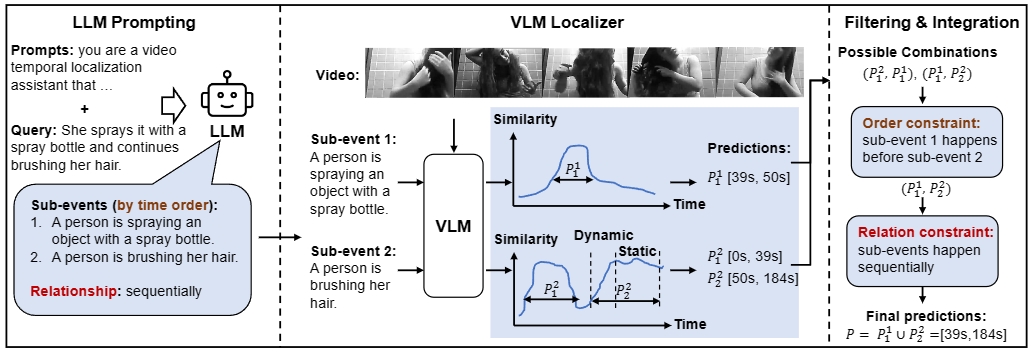 LLM Prompting
Prompts: you are a video
temporal localization
assistant that …
+
Query: She sprays it with a
spray bottle and continues
brushing her hair.
LLM
Sub-events (by time order):
1. A person is spraying an
object with a spray bottle.
2. A person is brushing her hair.
Relationship: sequentially
VLM Localizer
Video:
Sub-event 1:
A person is
spraying an
object with a
spray bottle.
Sub-event 2:
A person is
brushing her
hair.
VLM
Similarity
P_1^1
Time
Similarity
Dynamic
Static
P_1^2
P_2^2
Time
Predictions:
P_1^1 [39s, 50s]
P_1^2 [0s, 39s]
P_2^2 [50s, 184s]
Filtering & Integration
Possible Combinations
(P_1^2, P_1^1), (P_1^1, P_2^2)
Order constraint:
sub-event 1 happens
before sub-event 2
(P_1^1, P_2^2)
Relation constraint:
sub-events happen
sequentially
Final predictions:
P = P_1^1 ∪ P_2^2 =[39s,184s]